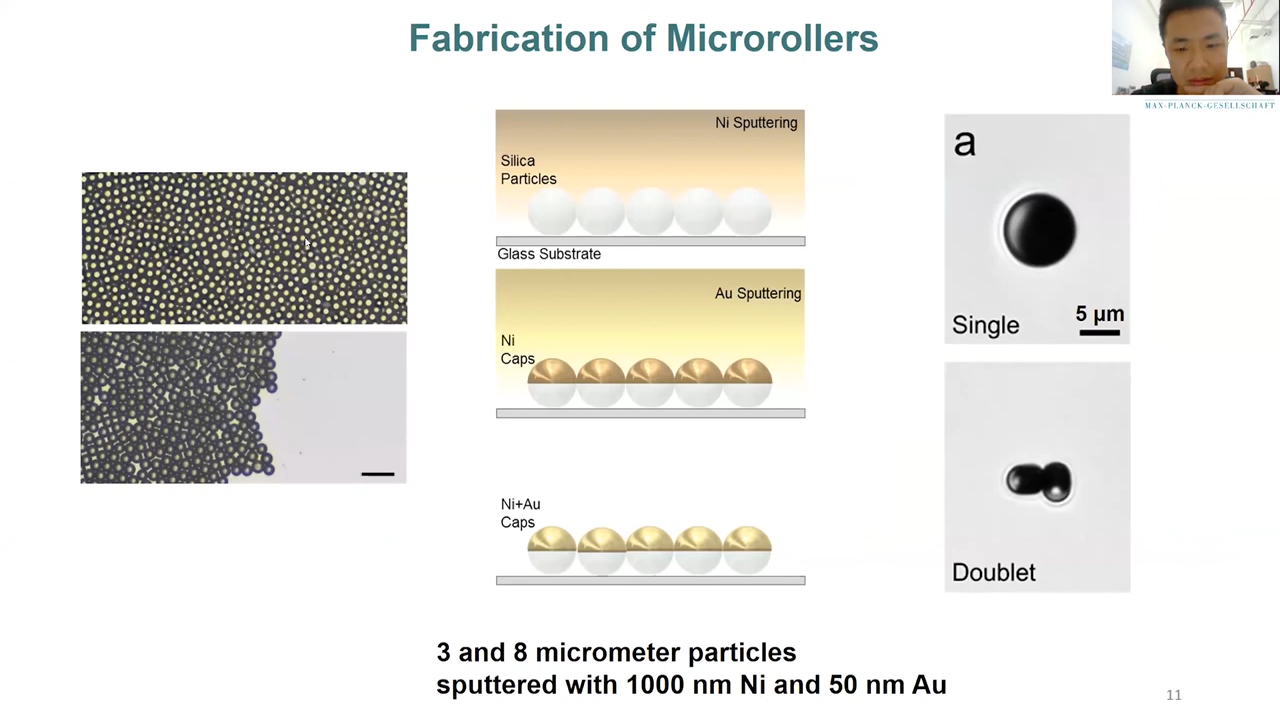 Fabrication of Microrollers
MAX-PLANCK-GESELLSCHAFT
Ni Sputtering
Silica
Particles
Glass Substrate
Au Sputtering
Ni
Caps
Ni+Au
Caps
a
Single
5 µm
Doublet
3 and 8 micrometer particles
sputtered with 1000 nm Ni and 50 nm Au
11